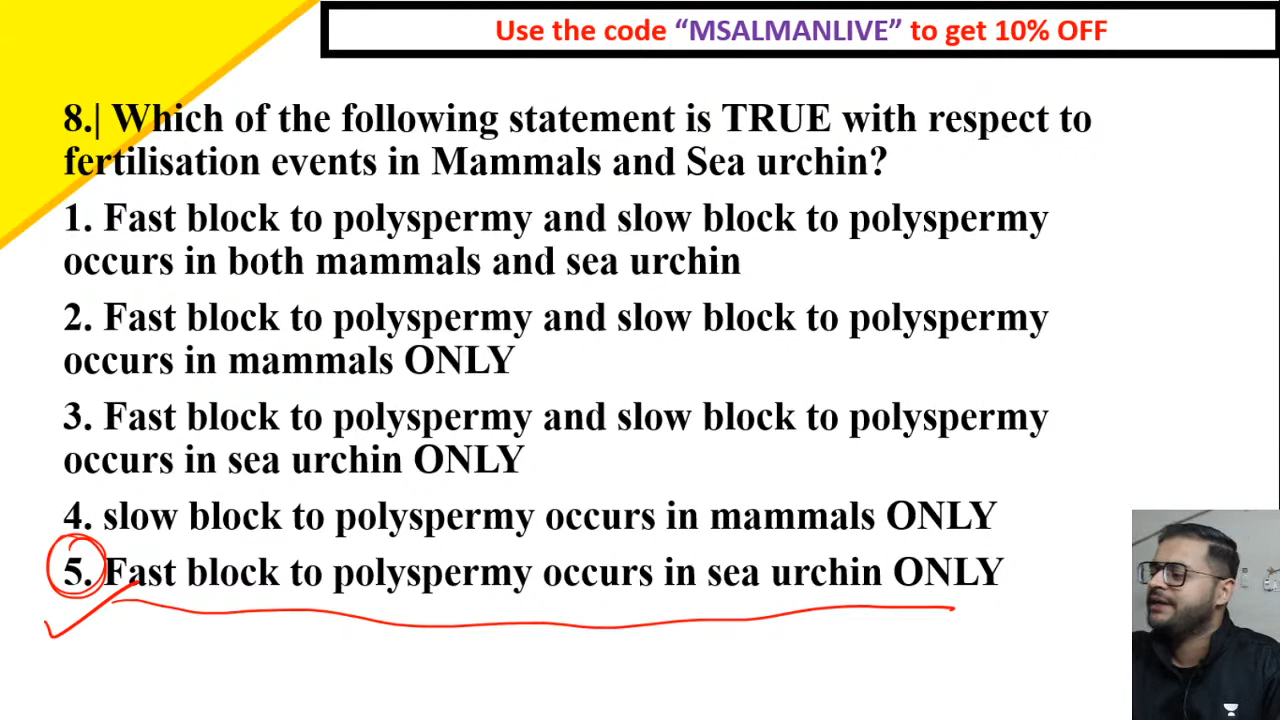 Use the code “MSALMANLIVE” to get 10% OFF
8.| Which of the following statement is TRUE with respect to
fertilisation events in Mammals and Sea urchin?
1. Fast block to polyspermy and slow block to polyspermy
occurs in both mammals and sea urchin
2. Fast block to polyspermy and slow block to polyspermy
occurs in mammals ONLY
3. Fast block to polyspermy and slow block to polyspermy
occurs in sea urchin ONLY
4. slow block to polyspermy occurs in mammals ONLY
5. Fast block to polyspermy occurs in sea urchin ONLY